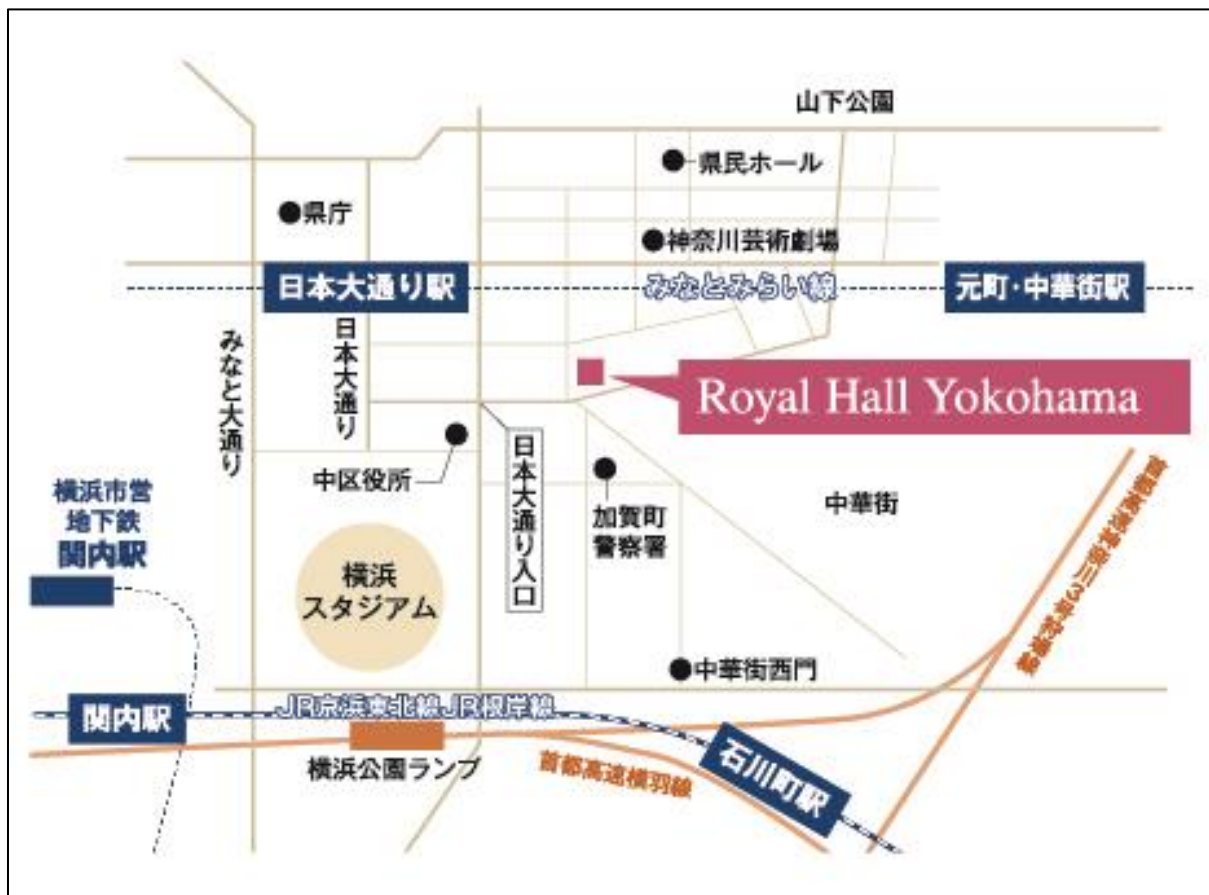 山下公園
県民ホール
県庁
神奈川芸術劇場
日本大通り駅
みなとみらい線
元町・中華街駅
みなと大通り
日本大通り
Royal Hall Yokohama
中区役所
日本大通り入口
加賀町
警察署
中華街
横浜市営
地下鉄
関内駅
横浜
スタジアム
中華街西門
関内駅
JR京浜東北線JR根岸線
横浜公園ランプ
首都高速横羽線
石川町駅